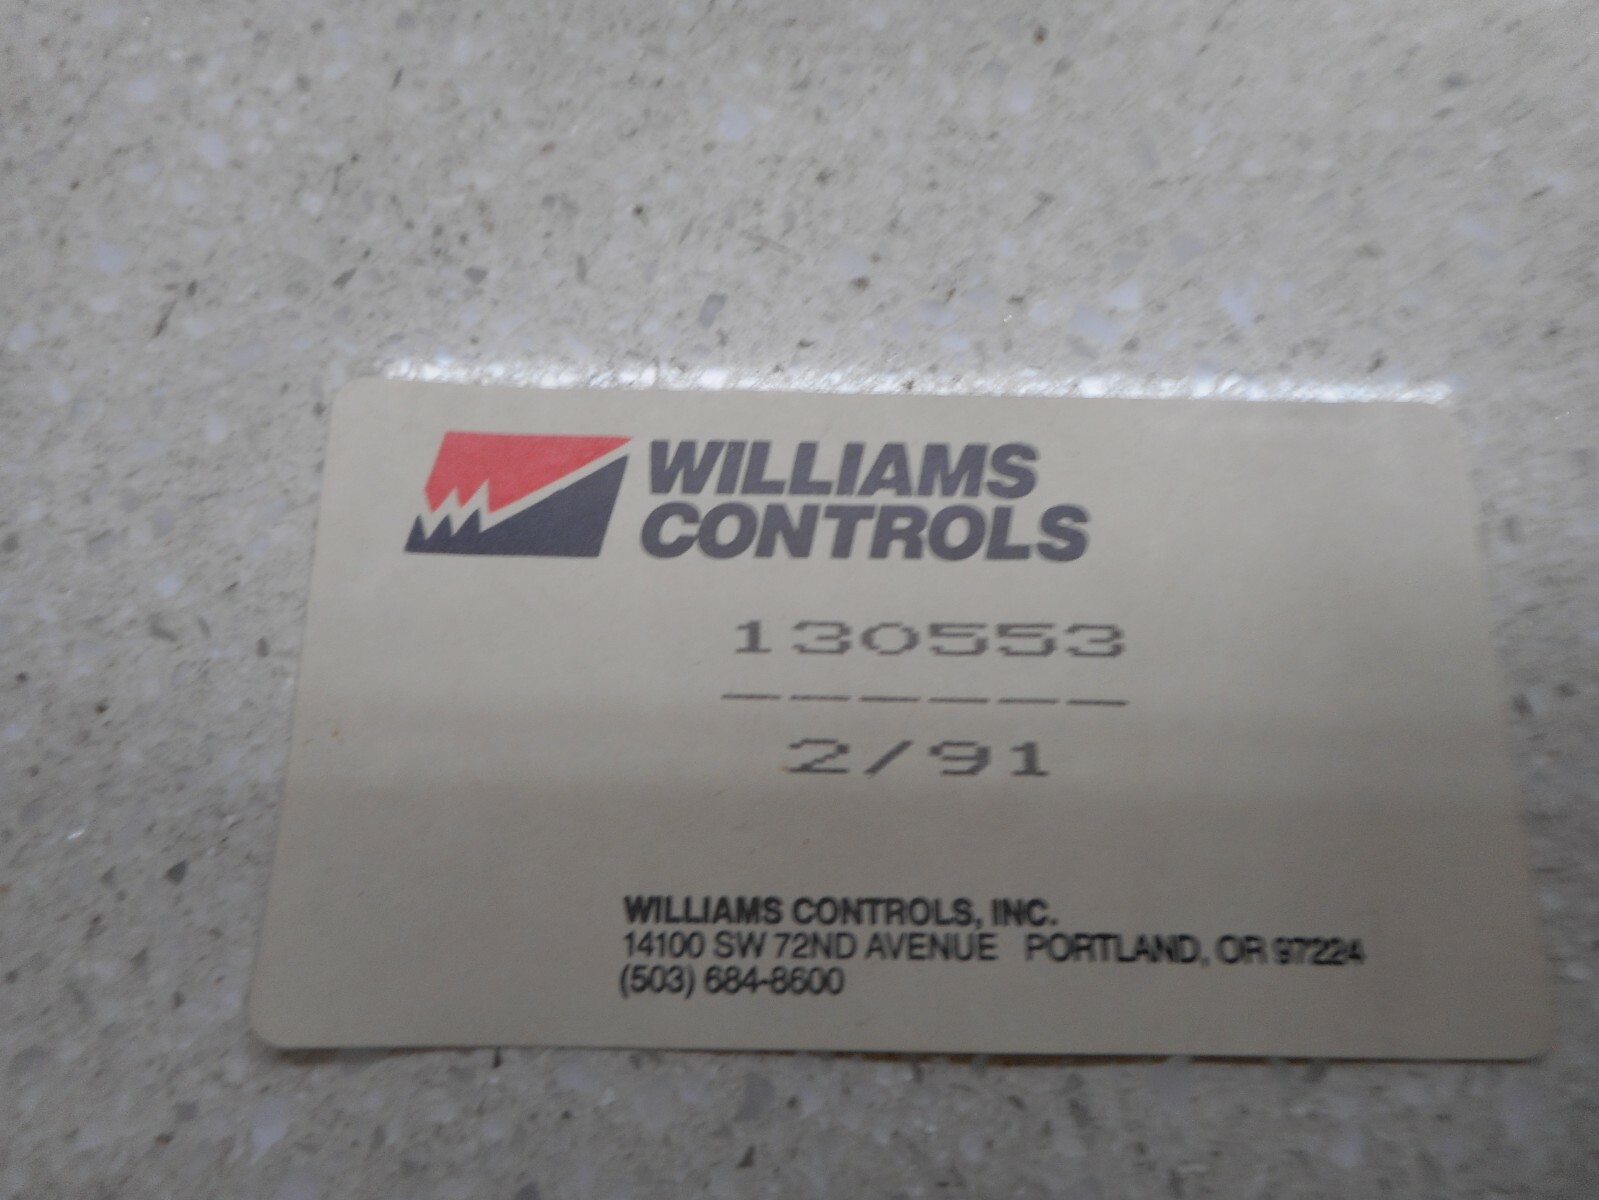 WILLIAMS
CONTROLS
130553
------
2/91
WILLIAMS CONTROLS, INC.
14100 SW 72ND AVENUE PORTLAND, OR 97224
(503) 684-8600